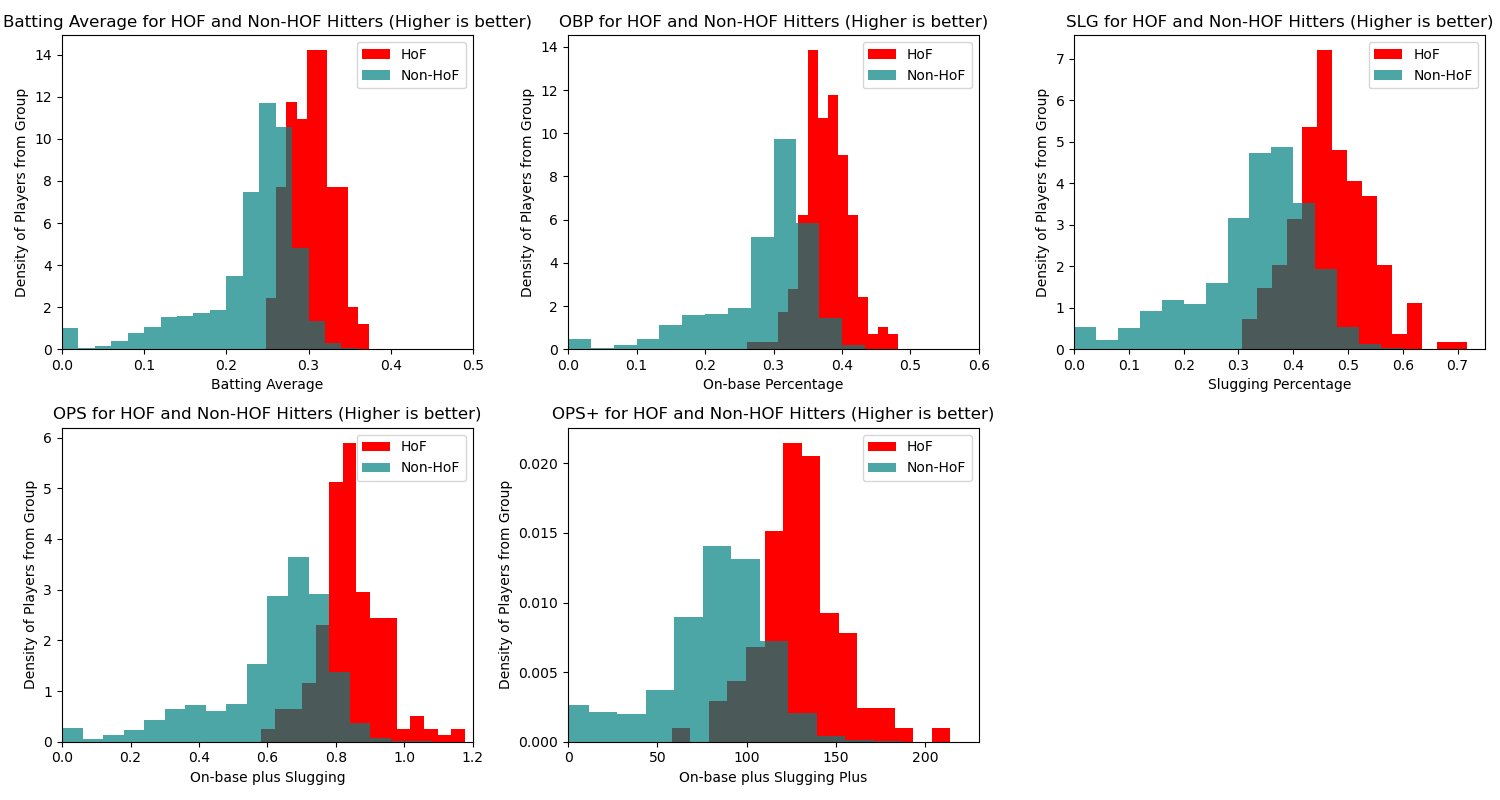 Batting Average for HOF and Non-HOF Hitters (Higher is better)
HoF
Non-HoF
Density of Players from Group
14
12
10
8
6
4
2
0
0.0 0.1 0.2 0.3 0.4 0.5
Batting Average
OBP for HOF and Non-HOF Hitters (Higher is better)
HoF
Non-HoF
Density of Players from Group
14
12
10
8
6
4
2
0
0.0 0.1 0.2 0.3 0.4 0.5 0.6
On-base Percentage
SLG for HOF and Non-HOF Hitters (Higher is better)
HoF
Non-HoF
Density of Players from Group
7
6
5
4
3
2
1
0
0.0 0.1 0.2 0.3 0.4 0.5 0.6 0.7
Slugging Percentage
OPS for HOF and Non-HOF Hitters (Higher is better)
HoF
Non-HoF
Density of Players from Group
6
5
4
3
2
1
0
0.0 0.2 0.4 0.6 0.8 1.0 1.2
On-base plus Slugging
OPS+ for HOF and Non-HOF Hitters (Higher is better)
HoF
Non-HoF
Density of Players from Group
0.020
0.015
0.010
0.005
0.000
0 50 100 150 200
On-base plus Slugging Plus